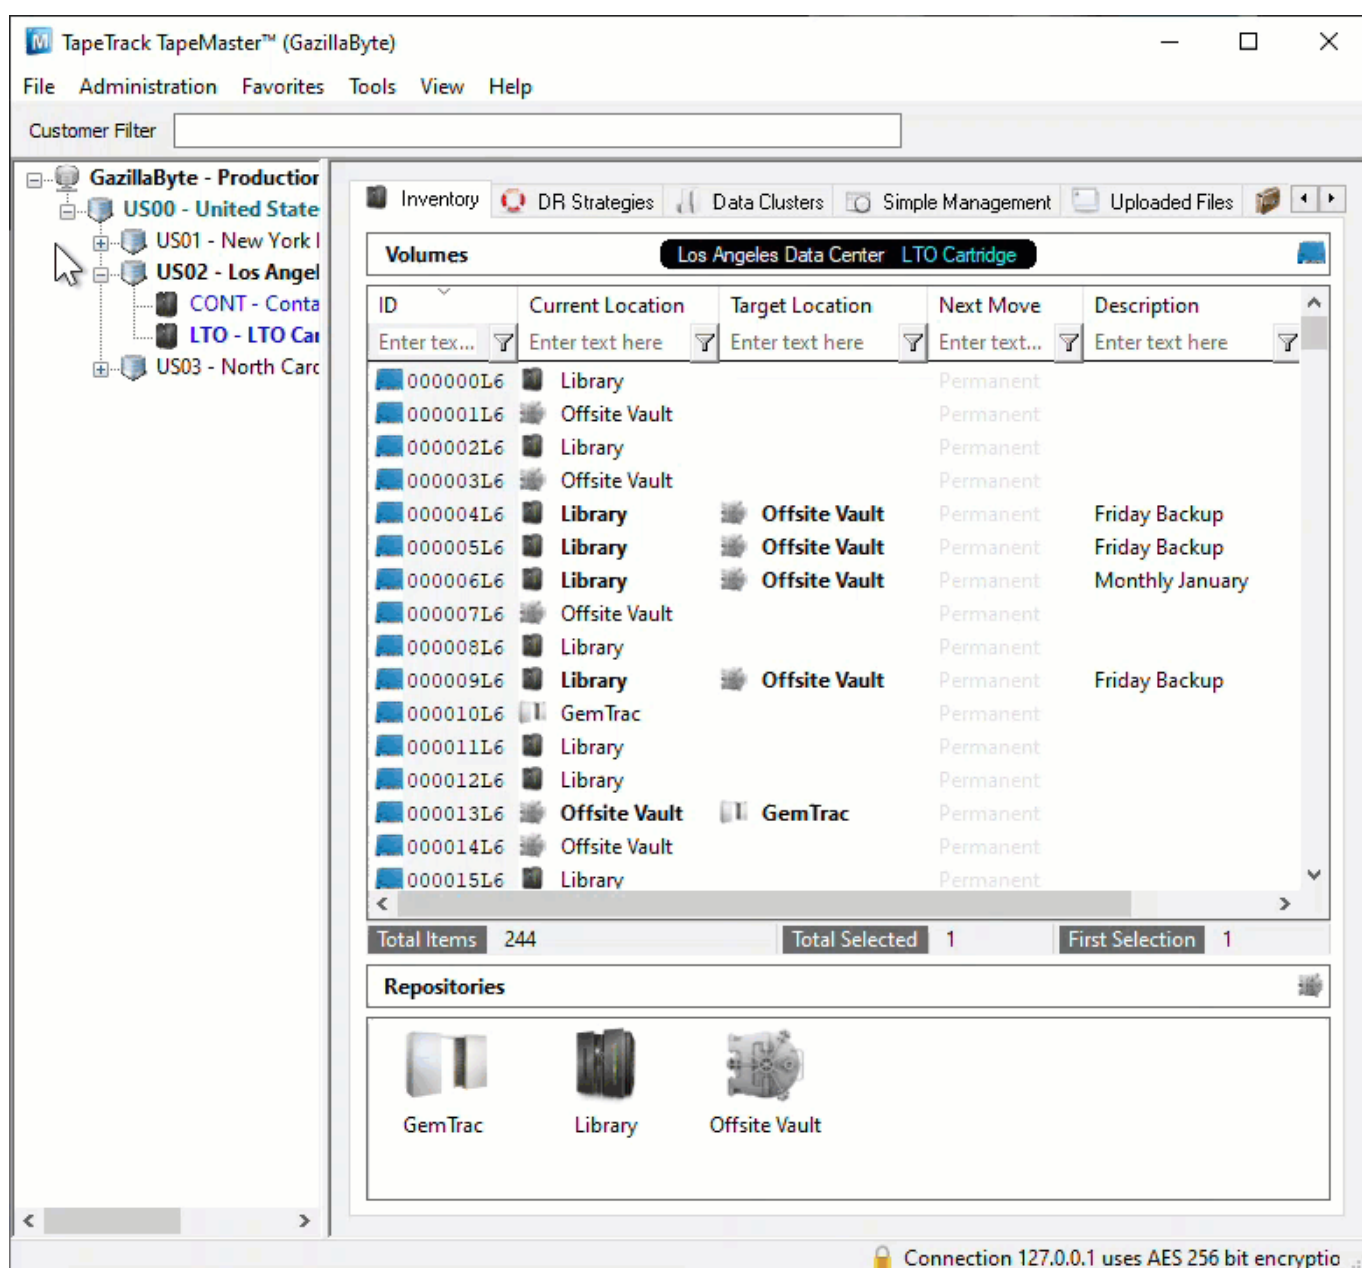 TapeTrack TapeMaster™ (GazillaByte)
File Administration Favorites Tools View Help
Customer Filter
GazillaByte - Production
US00 - United State
US01 - New York
US02 - Los Angel
CONT - Conta
LTO - LTO Car
US03 - North Caro
Inventory DR Strategies Data Clusters Simple Management Uploaded Files
Volumes Los Angeles Data Center LTO Cartridge
ID Current Location Target Location Next Move Description
Enter tex... Enter text here Enter text here Enter text... Enter text here
000000L6 Library Permanent
000001L6 Offsite Vault Permanent
000002L6 Library Permanent
000003L6 Offsite Vault Permanent
000004L6 Library Offsite Vault Permanent Friday Backup
000005L6 Library Offsite Vault Permanent Friday Backup
000006L6 Library Offsite Vault Permanent Monthly January
000007L6 Offsite Vault Permanent
000008L6 Library Permanent
000009L6 Library Offsite Vault Permanent Friday Backup
000010L6 GemTrac Permanent
000011L6 Library Permanent
000012L6 Library Permanent
000013L6 Offsite Vault GemTrac Permanent
000014L6 Offsite Vault Permanent
000015L6 Library Permanent
Total Items 244 Total Selected 1 First Selection 1
Repositories
GemTrac Library Offsite Vault
Connection 127.0.0.1 uses AES 256 bit encryptio